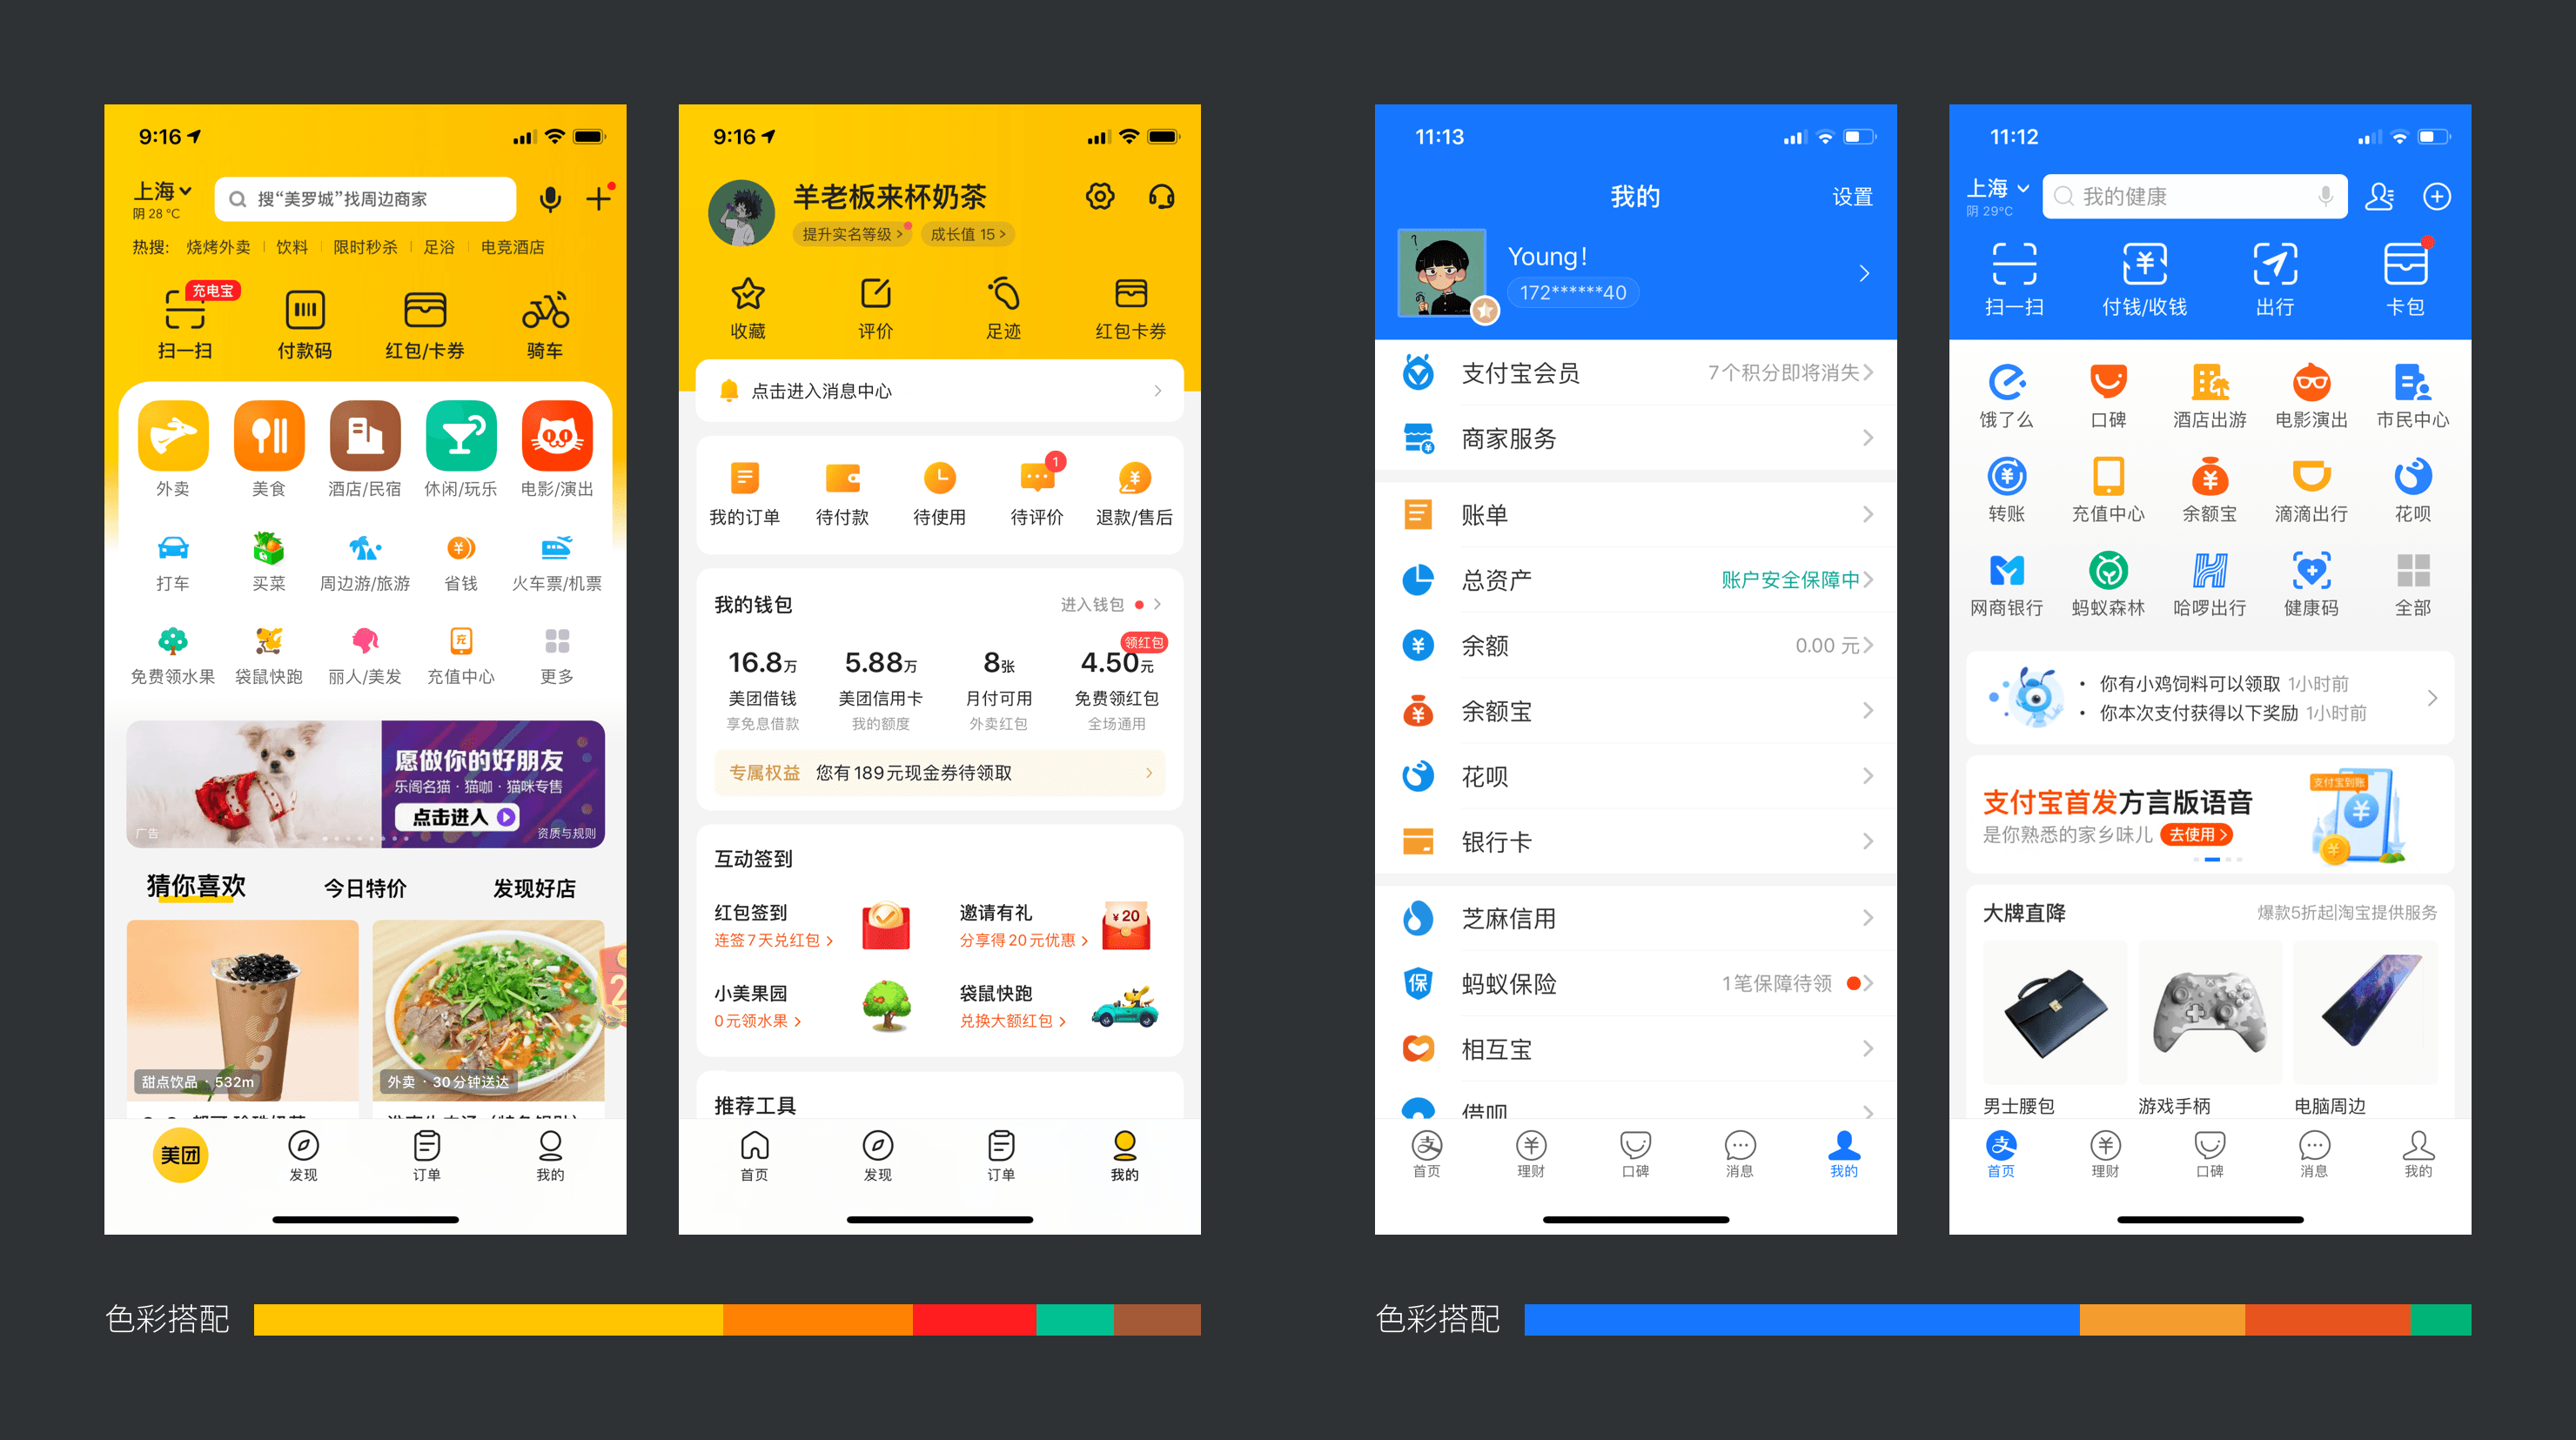 9:16
上海
阴 28 °C
搜“美罗城”找周边商家
热搜: 烧烤外卖 饮料 限时秒杀 足浴 电竞酒店
充电宝
扫一扫 付款码 红包/卡券 骑车
外卖 美食 酒店/民宿 休闲/玩乐 电影/演出
打车 买菜 周边游/旅游 省钱 火车票/机票
充
免费领水果 袋鼠快跑 丽人/美发 充值中心 更多
愿做你的好朋友
乐阁名猫 · 猫咖 · 猫咪专售
点击进入
广告 资质与规则
猜你喜欢 今日特价 发现好店
甜点饮品 · 532m
外卖 · 30分钟送达
美团 发现 订单 我的
9:16
羊老板来杯奶茶
提升实名等级 > 成长值 15 >
收藏 评价 足迹 红包卡券
点击进入消息中心
1
我的订单 待付款 待使用 待评价 退款/售后
我的钱包 进入钱包
领红包
16.8万 5.88万 8张 4.50元
美团借钱 美团信用卡 月付可用 免费领红包
享免息借款 我的额度 外卖红包 全场通用
专属权益 您有189元现金券待领取
互动签到
红包签到 邀请有礼
连签7天兑红包 > 分享得20元优惠 >
¥20
小美果园 袋鼠快跑
0元领水果 > 兑换大额红包 >
推荐工具
首页 发现 订单 我的
11:13
我的 设置
Young!
172******40
支付宝会员 7个积分即将消失
商家服务
账单
总资产 账户安全保障中
余额 0.00 元
余额宝
花呗
银行卡
芝麻信用
保 蚂蚁保险 1笔保障待领
相互宝
借呗
首页 理财 口碑 消息 我的
11:12
上海
阴 29°C
我的健康
扫一扫 付钱/收钱 出行 卡包
饿了么 口碑 酒店出游 电影演出 市民中心
转账 充值中心 余额宝 滴滴出行 花呗
网商银行 蚂蚁森林 哈啰出行 健康码 全部
· 你有小鸡饲料可以领取 1小时前
· 你本次支付获得以下奖励 1小时前
支付宝首发方言版语音
是你熟悉的家乡味儿 去使用 >
支付宝到账
大牌直降 爆款5折起|淘宝提供服务
男士腰包 游戏手柄 电脑周边
首页 理财 口碑 消息 我的
色彩搭配
色彩搭配